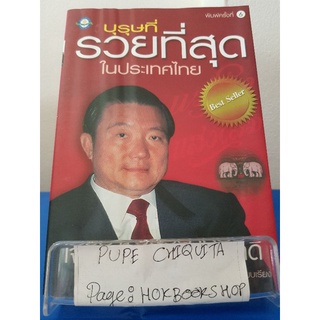 พิมพ์ครั้งที่ 6
บุรุษที่
รวยที่สุด
ในประเทศไทย
Best Seller
PUPE CHIQUITA
Page: HOKBOOKSHOP